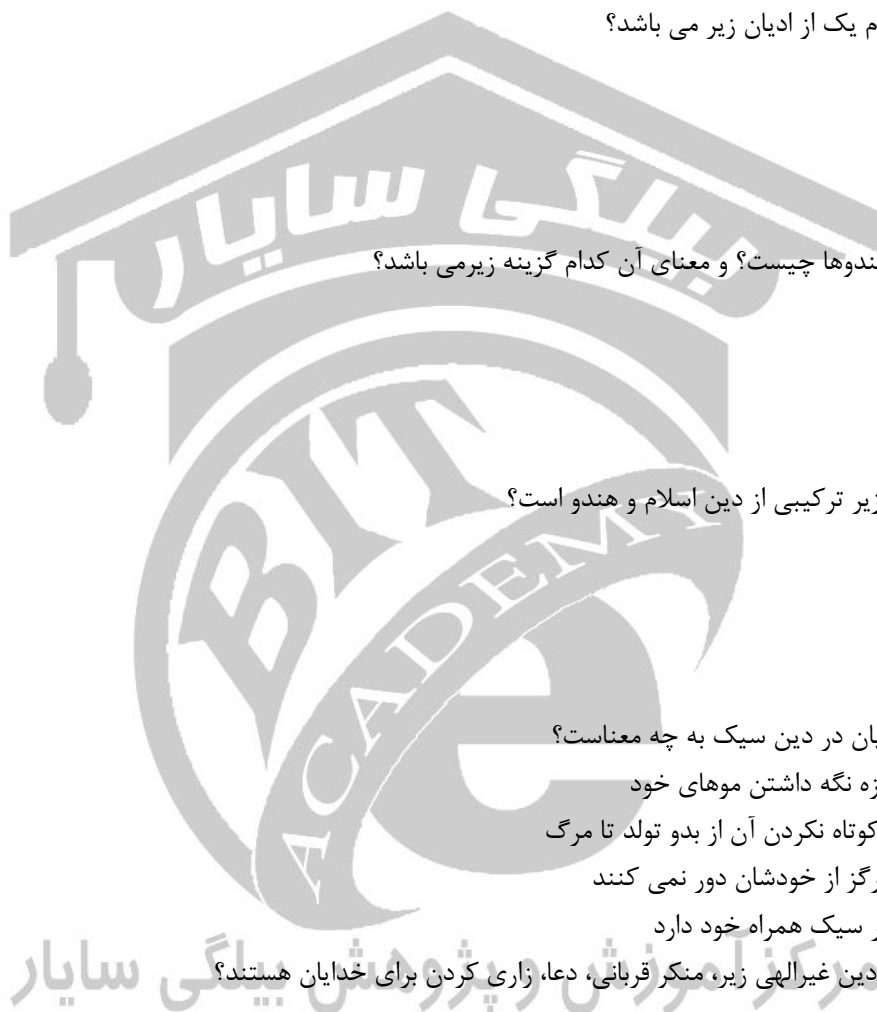 م یک از ادیان زیر می باشد؟
بیلگی سایار
ندوها چیست؟ و معنای آن کدام گزینه زیرمی باشد؟
BIT
زیر ترکیبی از دین اسلام و هندو است؟
ACADEMY
e
یان در دین سیک به چه معناست؟
زه نگه داشتن موهای خود
کوتاه نکردن آن از بدو تولد تا مرگ
رگز از خودشان دور نمی کنند
ر سیک همراه خود دارد
دین غیرالهی زیر، منکر قربانی، دعا، زاری کردن برای خدایان هستند؟
مرکز آموزش و پژوهش بیلگی سایار